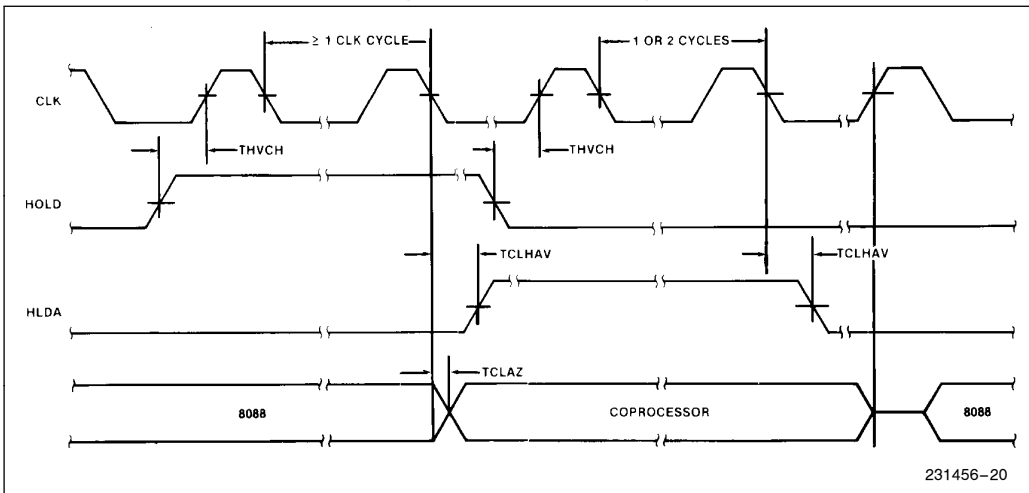 ≥ 1 CLK CYCLE
1 OR 2 CYCLES
CLK
THVCH
THVCH
HOLD
TCLHAV
TCLHAV
HLDA
TCLAZ
8088
COPROCESSOR
8088
231456-20